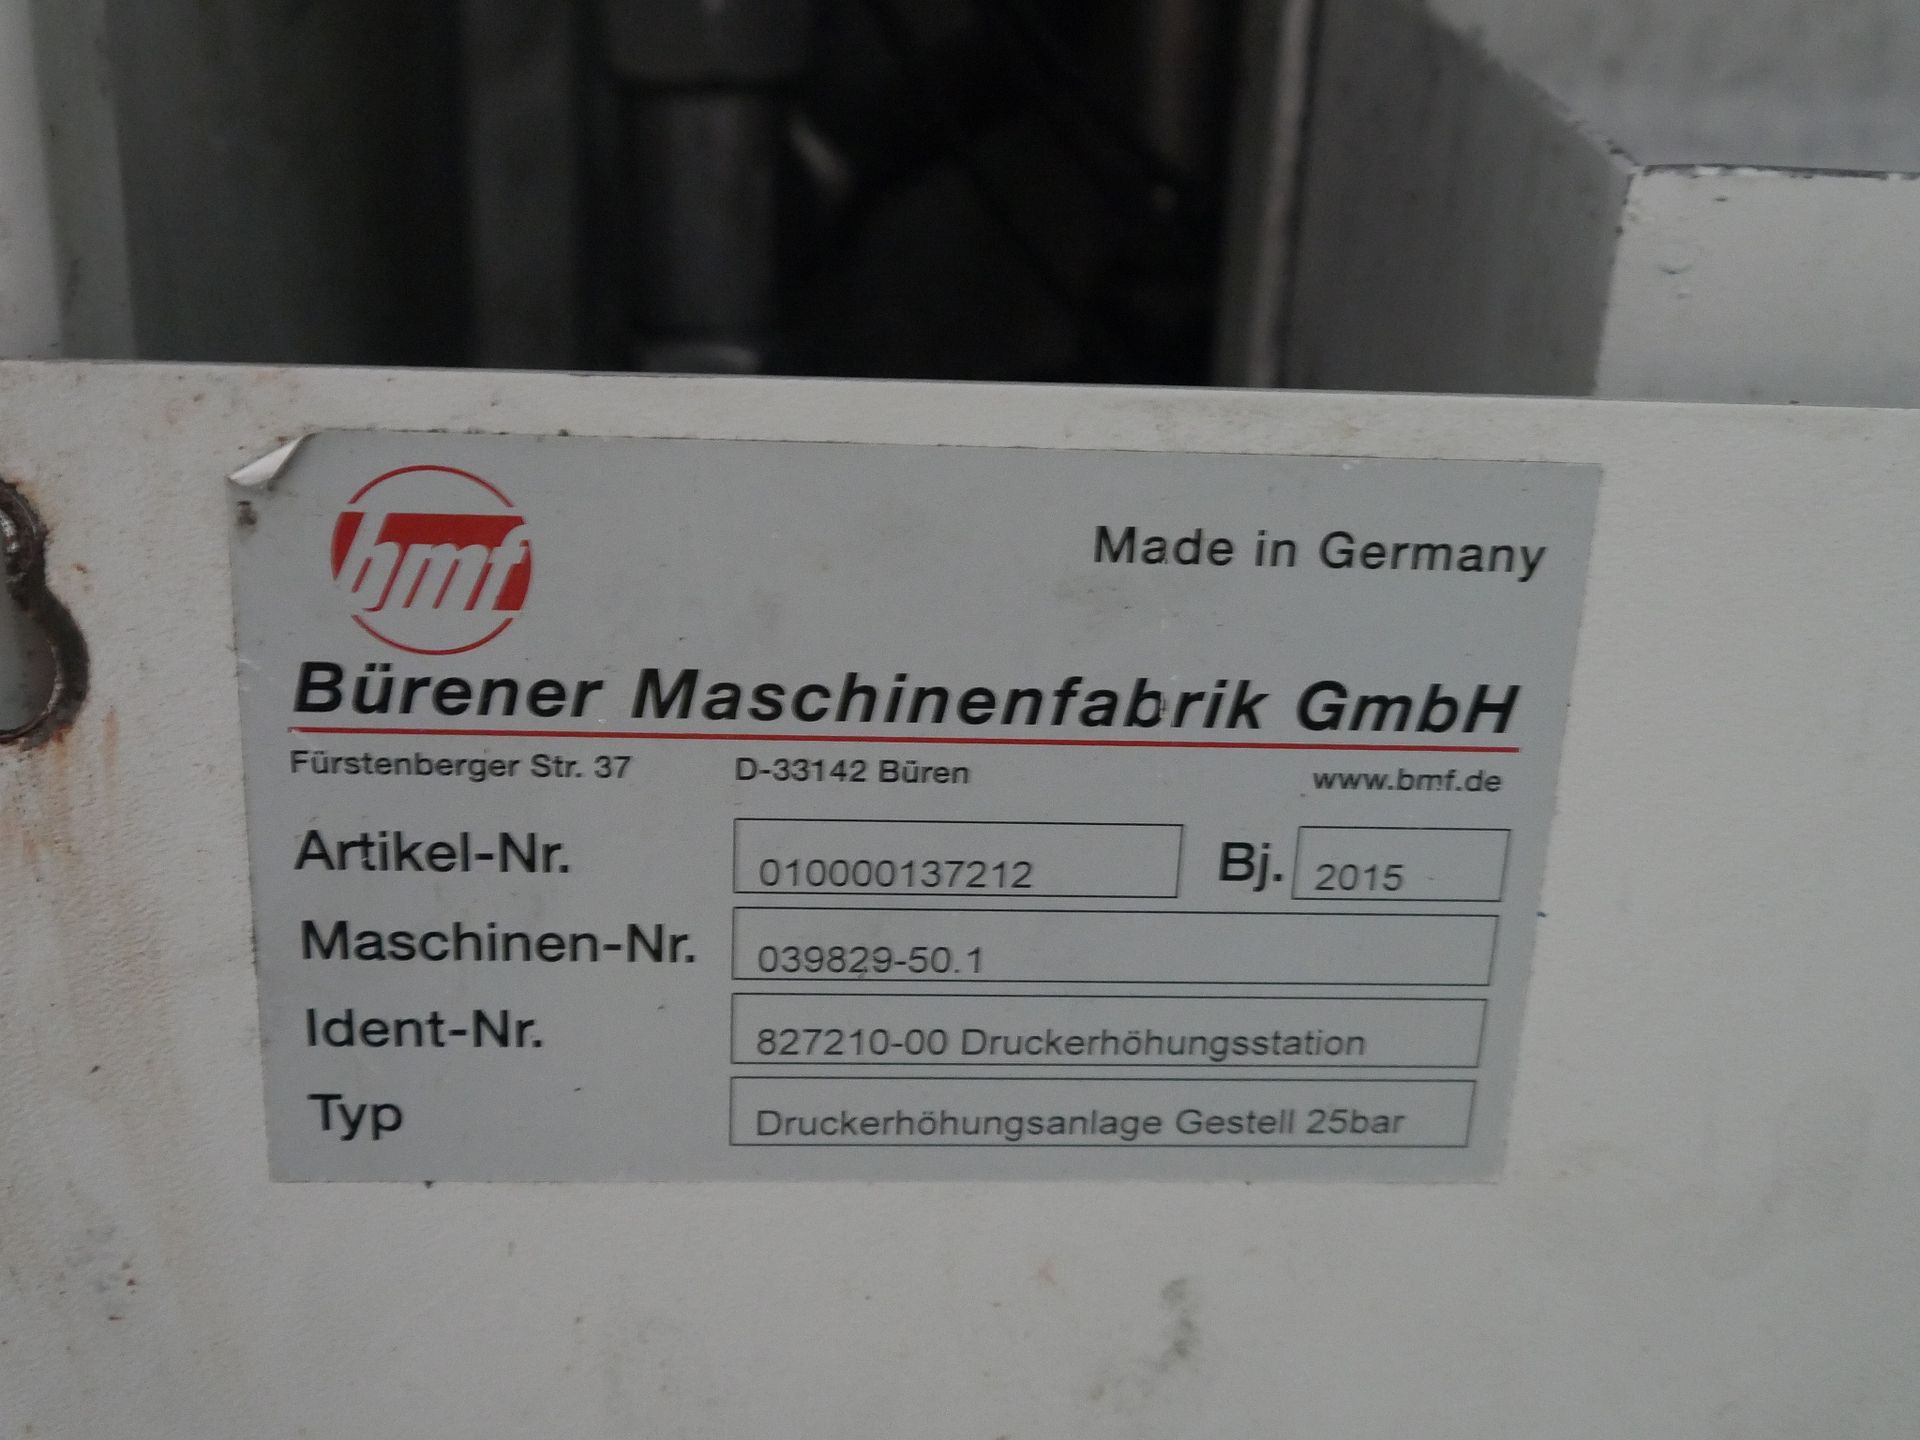 bmf
Made in Germany
Bürener Maschinenfabrik GmbH
Fürstenberger Str. 37 D-33142 Büren www.bmf.de
Artikel-Nr. 010000137212 Bj. 2015
Maschinen-Nr. 039829-50.1
Ident-Nr. 827210-00 Druckerhöhungsstation
Typ Druckerhöhungsanlage Gestell 25bar